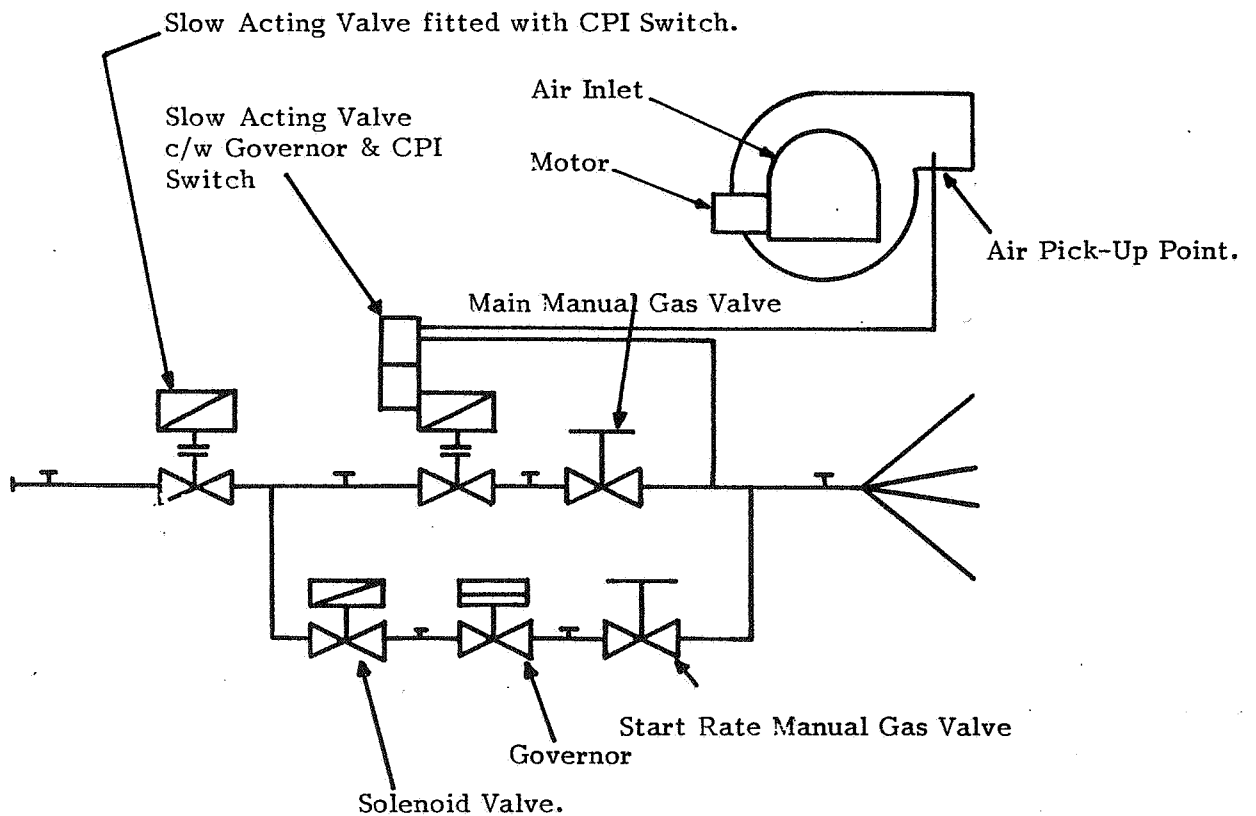 Slow Acting Valve fitted with CPI Switch.
Air Inlet
Slow Acting Valve
c/w Governor & CPI
Switch
Motor
Air Pick-Up Point.
Main Manual Gas Valve
Start Rate Manual Gas Valve
Governor
Solenoid Valve.